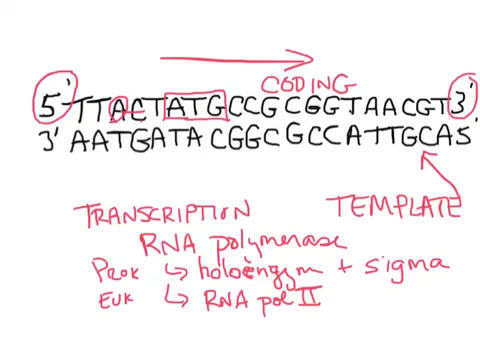 CODING
5' TTACTATGCCGCGGTAACGT 3'
3' AATGATACGGCGCCATTGCA 5
TRANSCRIPTION
TEMPLATE
RNA polymerase
PROK ↳ holoenzym + sigma
EUK ↳ RNA pol II